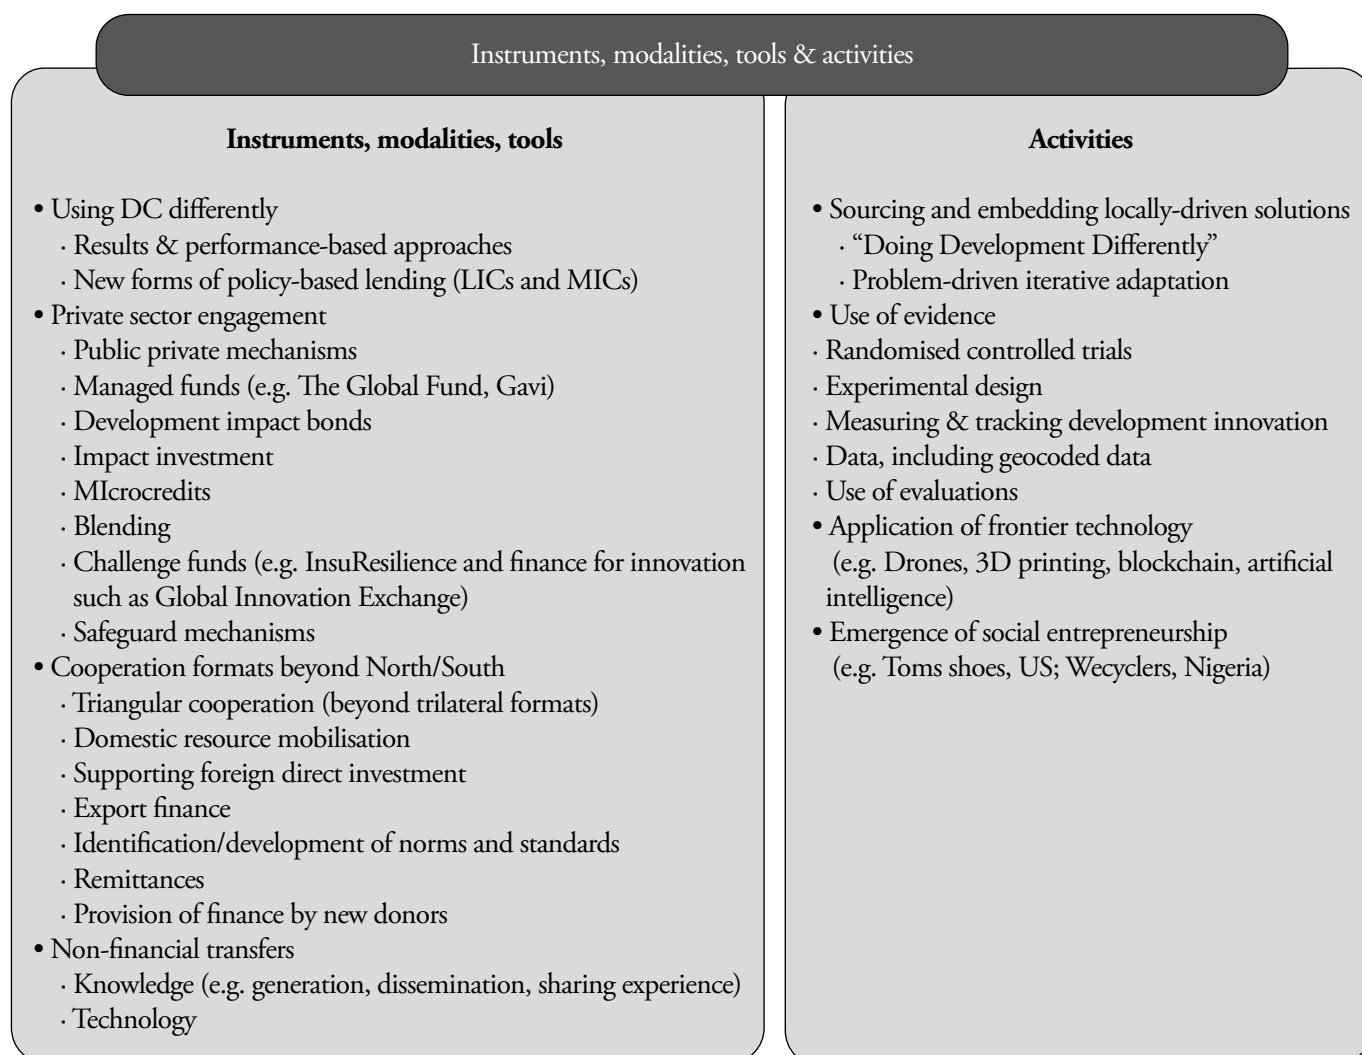 Instruments, modalities, tools & activities
Instruments, modalities, tools
• Using DC differently
· Results & performance-based approaches
· New forms of policy-based lending (LICs and MICs)
• Private sector engagement
· Public private mechanisms
· Managed funds (e.g. The Global Fund, Gavi)
· Development impact bonds
· Impact investment
· MIcrocredits
· Blending
· Challenge funds (e.g. InsuResilience and finance for innovation
such as Global Innovation Exchange)
· Safeguard mechanisms
• Cooperation formats beyond North/South
· Triangular cooperation (beyond trilateral formats)
· Domestic resource mobilisation
· Supporting foreign direct investment
· Export finance
· Identification/development of norms and standards
· Remittances
· Provision of finance by new donors
• Non-financial transfers
· Knowledge (e.g. generation, dissemination, sharing experience)
· Technology
Activities
• Sourcing and embedding locally-driven solutions
· “Doing Development Differently”
· Problem-driven iterative adaptation
• Use of evidence
· Randomised controlled trials
· Experimental design
· Measuring & tracking development innovation
· Data, including geocoded data
· Use of evaluations
• Application of frontier technology
(e.g. Drones, 3D printing, blockchain, artificial
intelligence)
• Emergence of social entrepreneurship
(e.g. Toms shoes, US; Wecyclers, Nigeria)